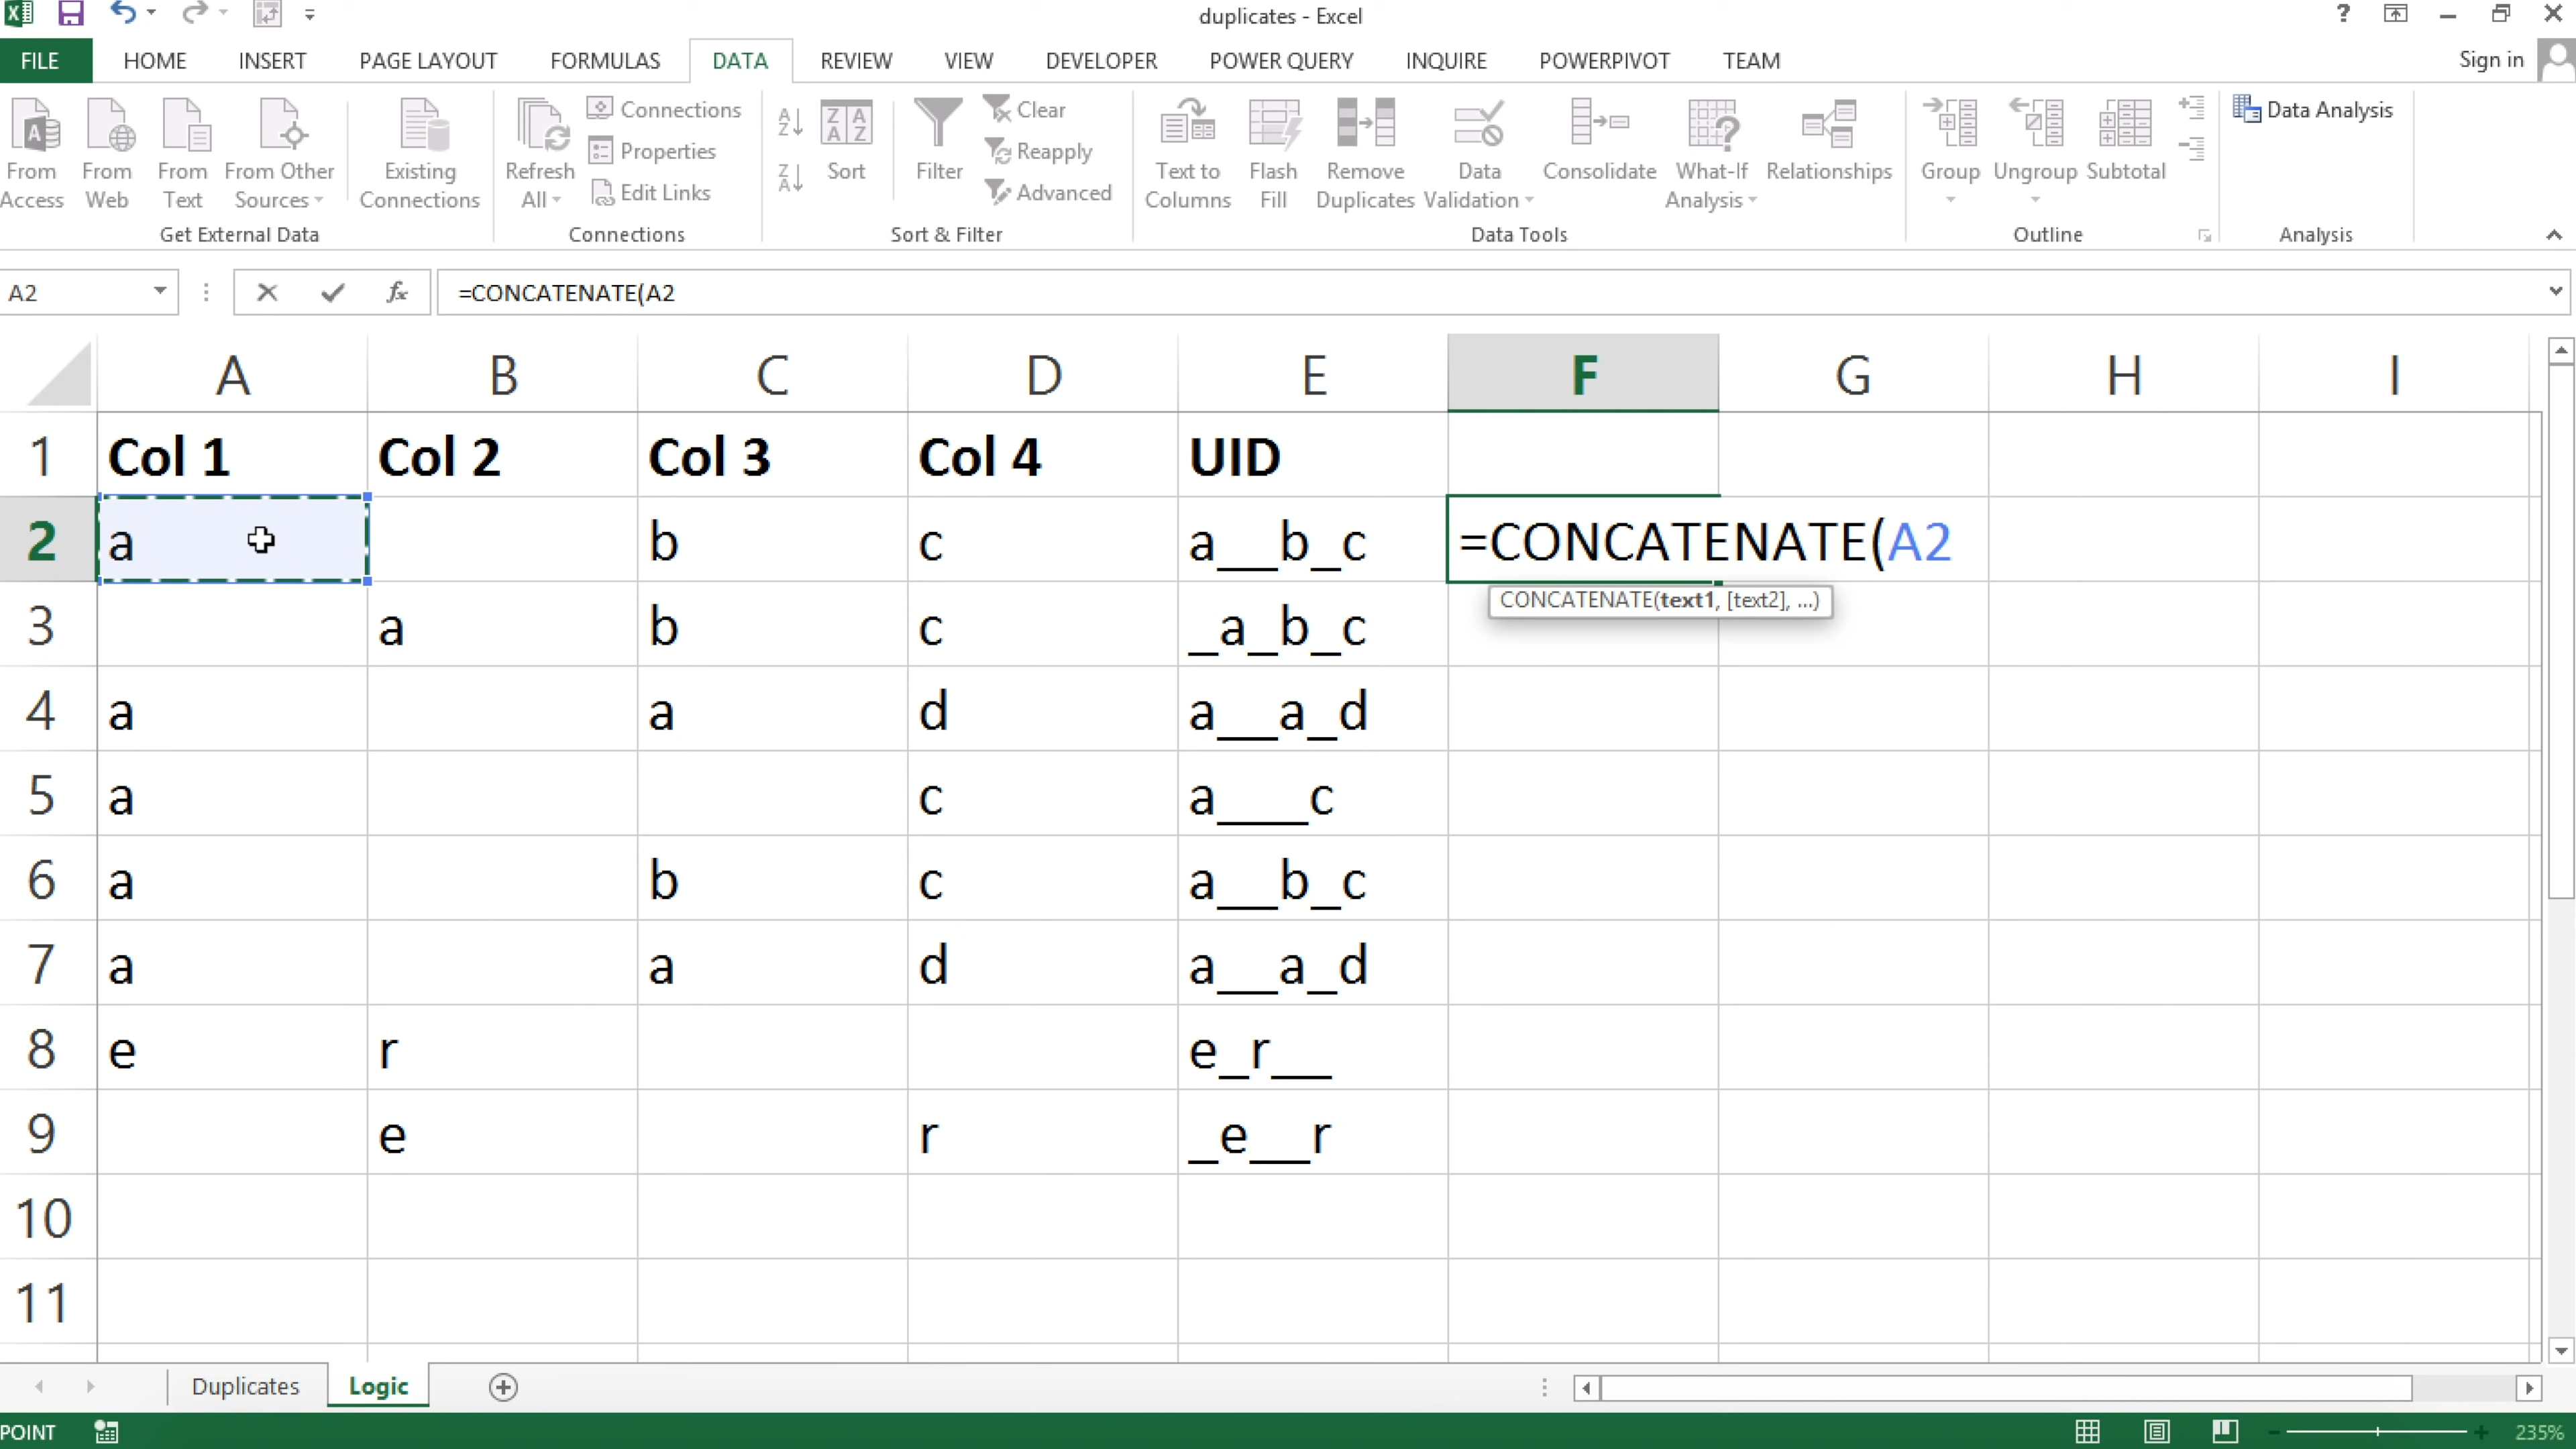 duplicates - Excel
FILE HOME INSERT PAGE LAYOUT FORMULAS DATA REVIEW VIEW DEVELOPER POWER QUERY INQUIRE POWERPIVOT TEAM Sign in
From Access
From Web
From Text
From Other Sources
Existing Connections
Get External Data
Refresh All
Connections
Properties
Edit Links
Connections
Sort
Filter
Clear
Reapply
Advanced
Sort & Filter
Text to Columns
Flash Fill
Remove Duplicates
Data Validation
Consolidate
What-If Analysis
Relationships
Data Tools
Group
Ungroup
Subtotal
Outline
Data Analysis
Analysis
A2 fx =CONCATENATE(A2
A B C D E F G H I
1 Col 1 Col 2 Col 3 Col 4 UID
2 a b c a__b_c =CONCATENATE(A2
CONCATENATE(text1, [text2], ...)
3 a b c _a_b_c
4 a a d a__a_d
5 a c a___c
6 a b c a__b_c
7 a a d a__a_d
8 e r e_r__
9 e r _e__r
10
11
Duplicates Logic
POINT 235%